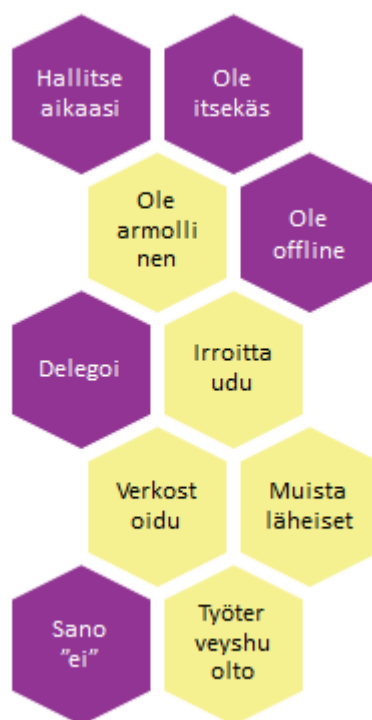 Hallitse
aikaasi
Ole
itsekäs
Ole
armolli
nen
Ole
offline
Delegoi
Irroitta
udu
Verkost
oidu
Muista
läheiset
Sano
”ei”
Työter
veyshu
olto